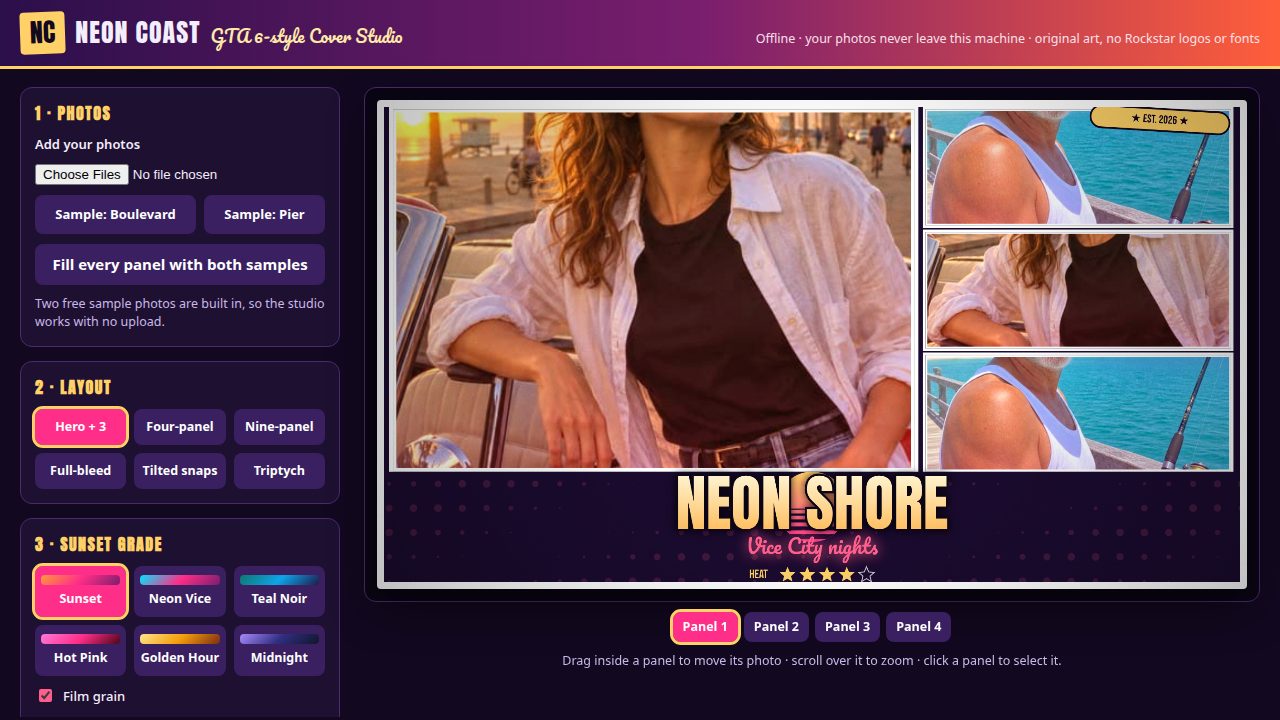 NC NEON COAST GTA 6-style Cover Studio
Offline · your photos never leave this machine · original art, no Rockstar logos or fonts
1 · PHOTOS
Add your photos
Choose Files No file chosen
Sample: Boulevard
Sample: Pier
Fill every panel with both samples
Two free sample photos are built in, so the studio
works with no upload.
2 · LAYOUT
Hero + 3
Four-panel
Nine-panel
Full-bleed
Tilted snaps
Triptych
3 · SUNSET GRADE
Sunset
Neon Vice
Teal Noir
Hot Pink
Golden Hour
Midnight
Film grain
★ EST. 2026 ★
NEON SHORE
Vice City nights
HEAT ★★★★☆
Panel 1
Panel 2
Panel 3
Panel 4
Drag inside a panel to move its photo · scroll over it to zoom · click a panel to select it.